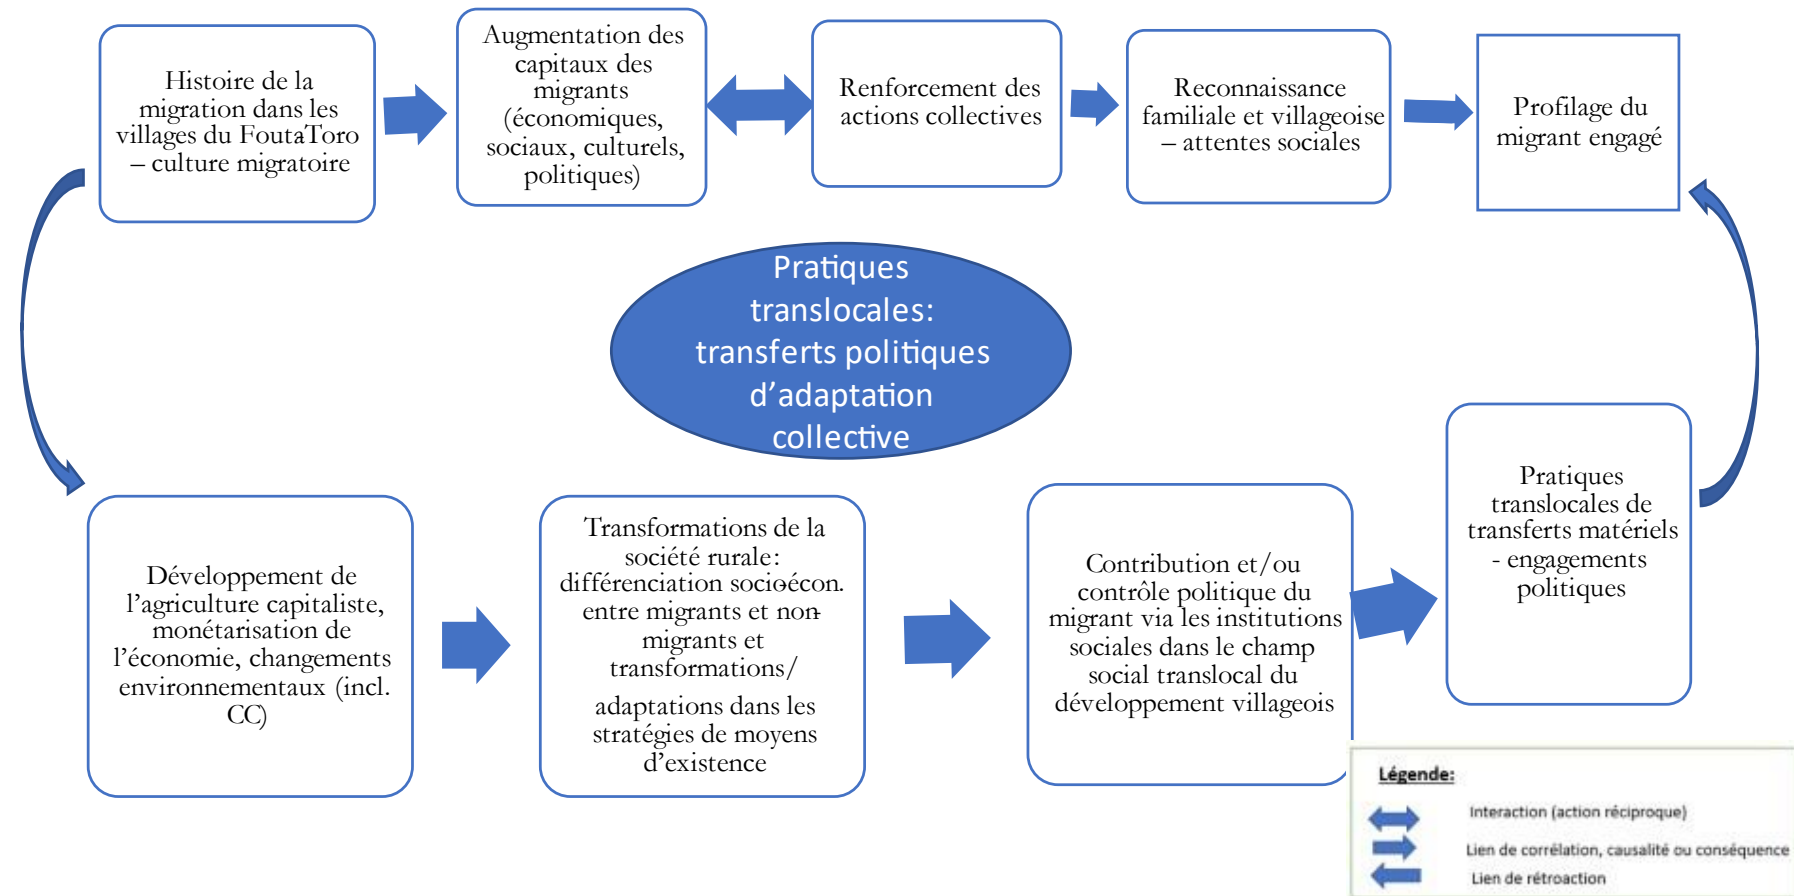 Histoire de la
migration dans les
villages du FoutaToro
– culture migratoire
Augmentation des
capitaux des
migrants
(économiques,
sociaux, culturels,
politiques)
Renforcement des
actions collectives
Reconnaissance
familiale et villageoise
– attentes sociales
Profilage du
migrant engagé
Pratiques
translocales:
transferts politiques
d’adaptation
collective
Développement de
l’agriculture capitaliste,
monétarisation de
l’économie, changements
environnementaux (incl.
CC)
Transformations de la
société rurale:
différenciation socio-écon.
entre migrants et non-
migrants et
transformations/
adaptations dans les
stratégies de moyens
d’existence
Contribution et/ou
contrôle politique du
migrant via les institutions
sociales dans le champ
social translocal du
développement villageois
Pratiques
translocales de
transferts matériels
- engagements
politiques
Légende:
Interaction (action réciproque)
Lien de corrélation, causalité ou conséquence
Lien de rétroaction